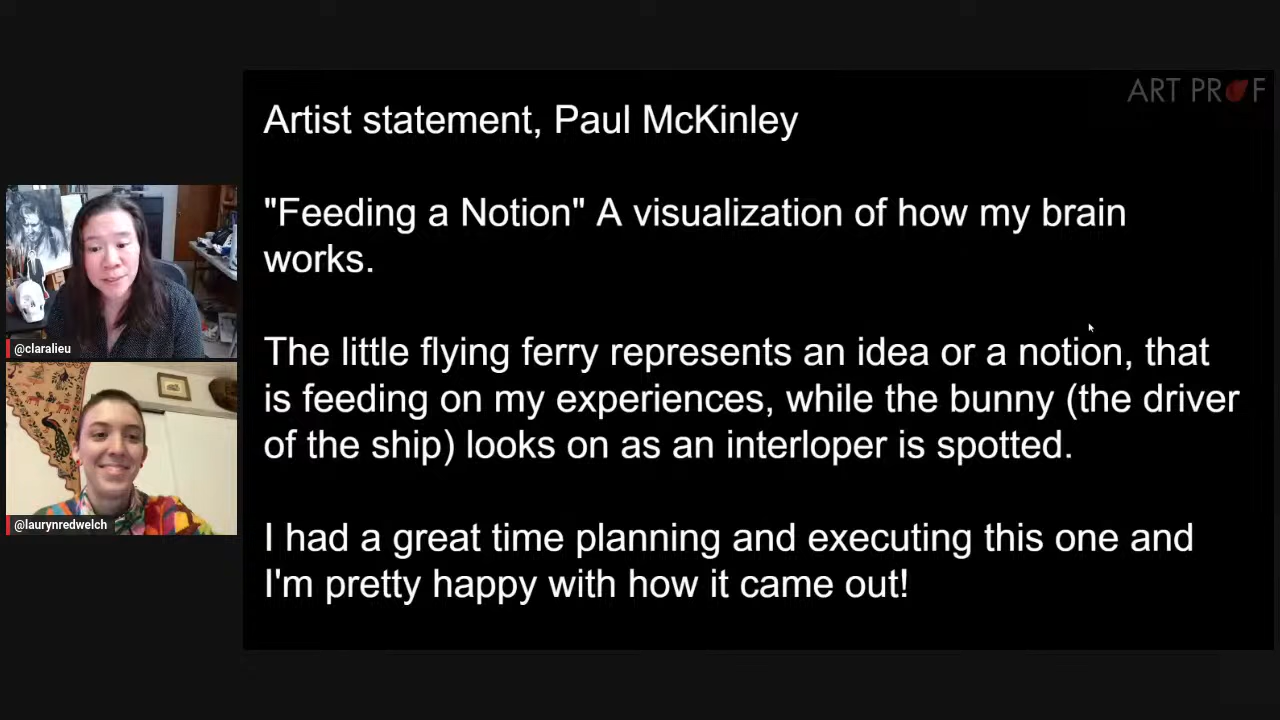 ART PROF
Artist statement, Paul McKinley
"Feeding a Notion" A visualization of how my brain
works.
The little flying ferry represents an idea or a notion, that
is feeding on my experiences, while the bunny (the driver
of the ship) looks on as an interloper is spotted.
I had a great time planning and executing this one and
I'm pretty happy with how it came out!
@claralieu
@laurynredwelch